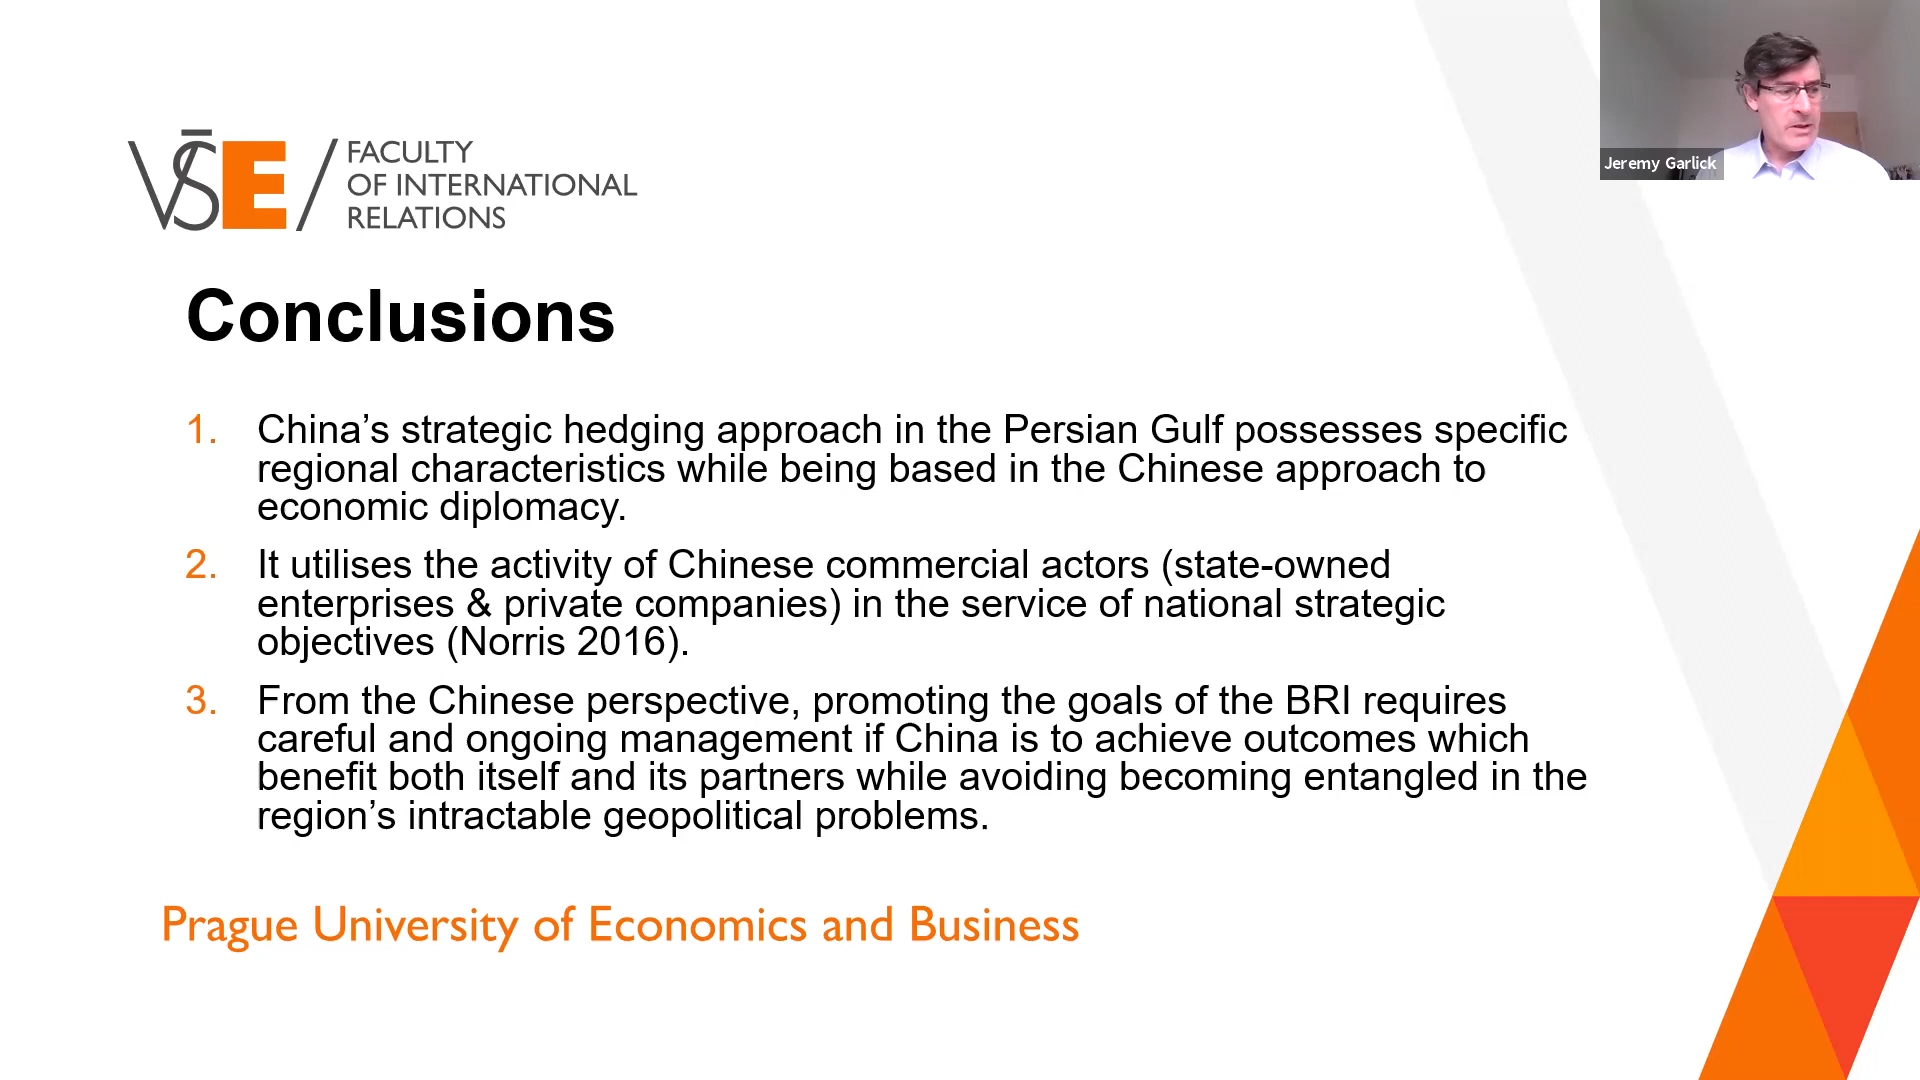 VŠE / FACULTY
OF INTERNATIONAL
RELATIONS
Jeremy Garlick
Conclusions
1. China’s strategic hedging approach in the Persian Gulf possesses specific
regional characteristics while being based in the Chinese approach to
economic diplomacy.
2. It utilises the activity of Chinese commercial actors (state-owned
enterprises & private companies) in the service of national strategic
objectives (Norris 2016).
3. From the Chinese perspective, promoting the goals of the BRI requires
careful and ongoing management if China is to achieve outcomes which
benefit both itself and its partners while avoiding becoming entangled in the
region’s intractable geopolitical problems.
Prague University of Economics and Business